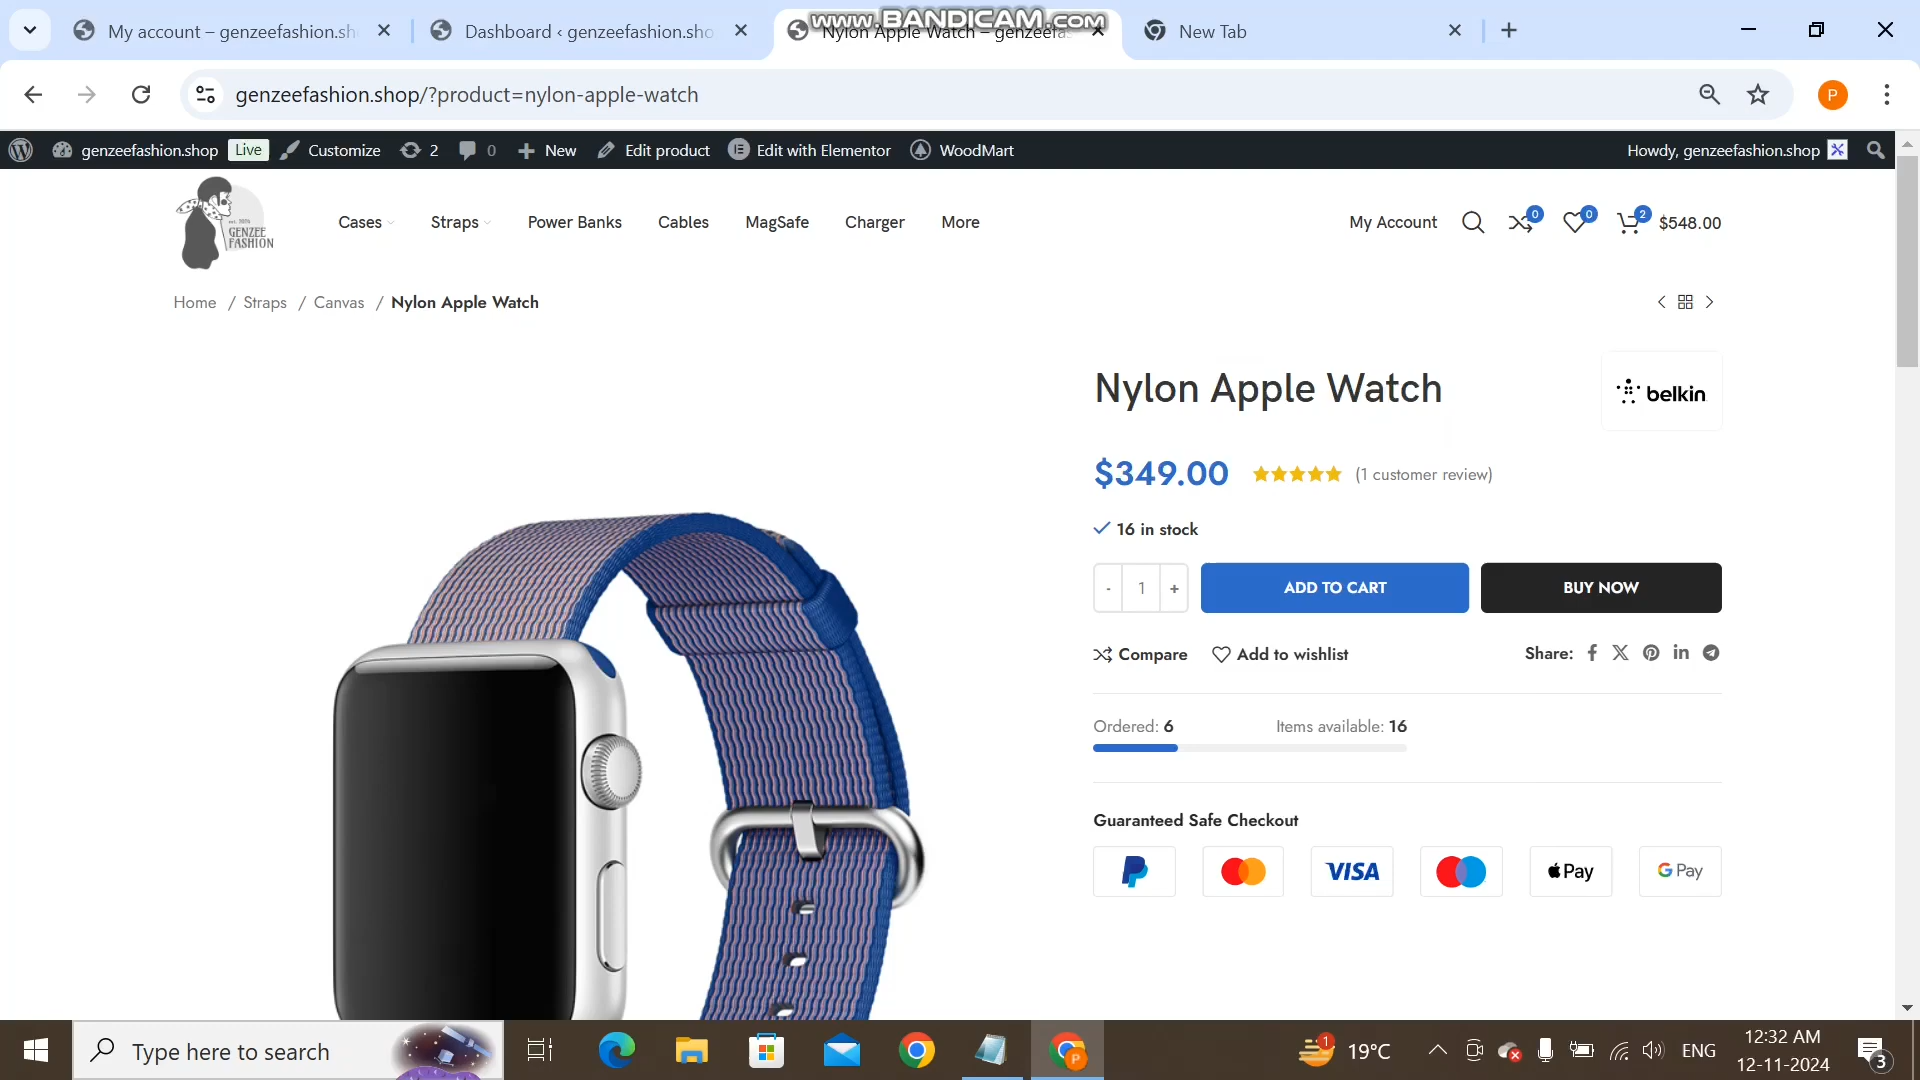 www.BANDICAM.com
My account – genzeefashion.sh
Dashboard ‹ genzeefashion.sho
Nylon Apple Watch – genzeefas
New Tab
genzeefashion.shop/?product=nylon-apple-watch
P
genzeefashion.shop
Live
Customize
2
0
New
Edit product
Edit with Elementor
WoodMart
Howdy, genzeefashion.shop
GENZEE
FASHION
Cases
Straps
Power Banks
Cables
MagSafe
Charger
More
My Account
0
0
2
$548.00
Home / Straps / Canvas / Nylon Apple Watch
Nylon Apple Watch
belkin
$349.00
(1 customer review)
16 in stock
- 1 +
ADD TO CART
BUY NOW
Compare
Add to wishlist
Share:
Ordered: 6
Items available: 16
Guaranteed Safe Checkout
VISA
Pay
G Pay
Type here to search
P
1
19°C
ENG
12:32 AM
12-11-2024
3